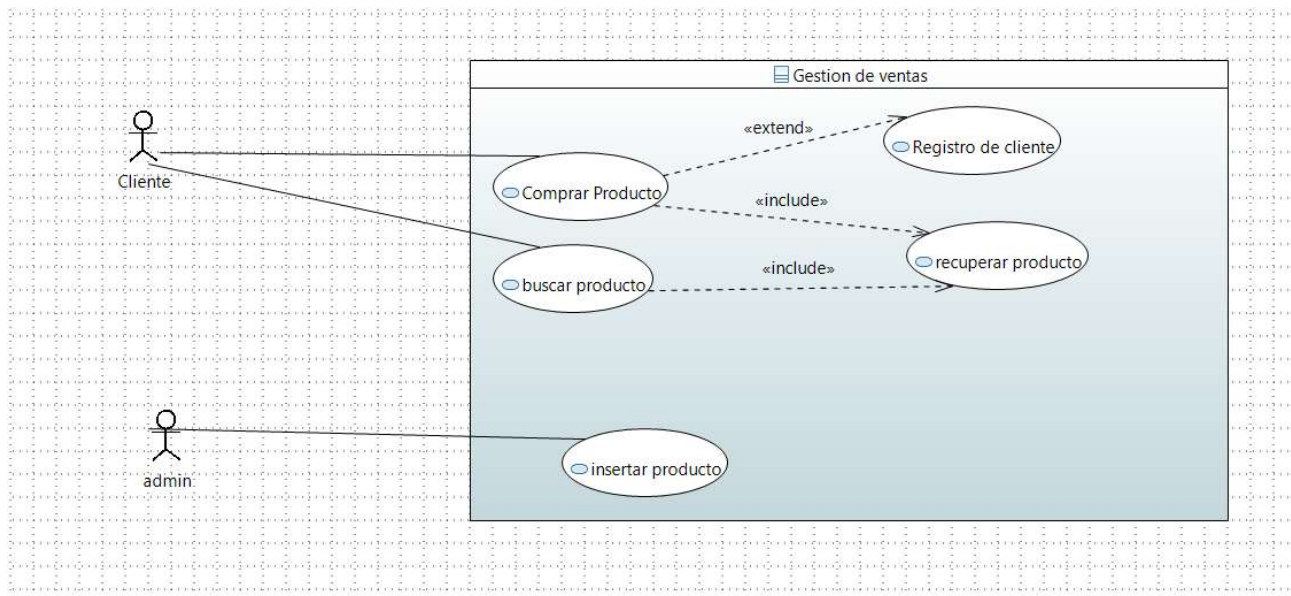 Gestion de ventas
«extend»
Registro de cliente
Cliente
Comprar Producto
«include»
recuperar producto
buscar producto
«include»
admin
insertar producto